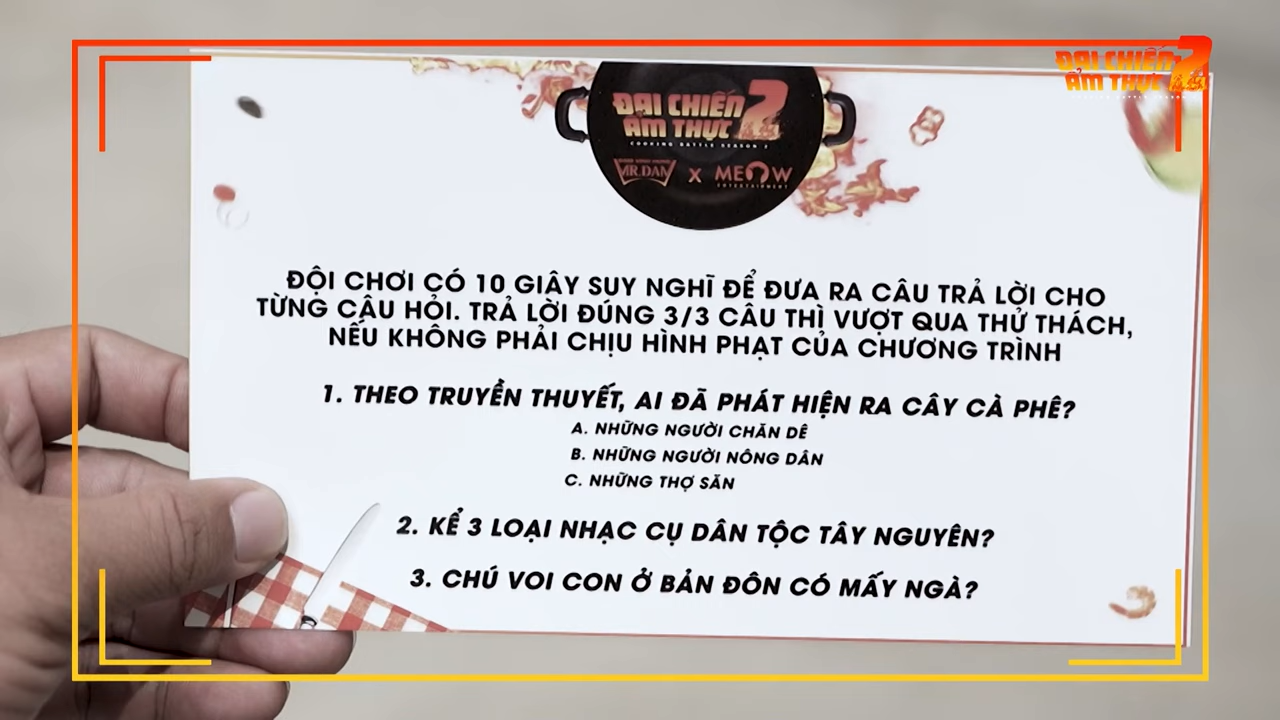 ĐẠI CHIẾN
ẨM THỰC 2
ĐẠI CHIẾN
ẨM THỰC 2
COOKING BATTLE SEASON 2
MR.DAN x MEOW
ENTERTAINMENT
ĐỘI CHƠI CÓ 10 GIÂY SUY NGHĨ ĐỂ ĐƯA RA CÂU TRẢ LỜI CHO
TỪNG CÂU HỎI. TRẢ LỜI ĐÚNG 3/3 CÂU THÌ VƯỢT QUA THỬ THÁCH,
NẾU KHÔNG PHẢI CHỊU HÌNH PHẠT CỦA CHƯƠNG TRÌNH
1. THEO TRUYỀN THUYẾT, AI ĐÃ PHÁT HIỆN RA CÂY CÀ PHÊ?
A. NHỮNG NGƯỜI CHĂN DÊ
B. NHỮNG NGƯỜI NÔNG DÂN
C. NHỮNG THỢ SĂN
2. KỂ 3 LOẠI NHẠC CỤ DÂN TỘC TÂY NGUYÊN?
3. CHÚ VOI CON Ở BẢN ĐÔN CÓ MẤY NGÀ?